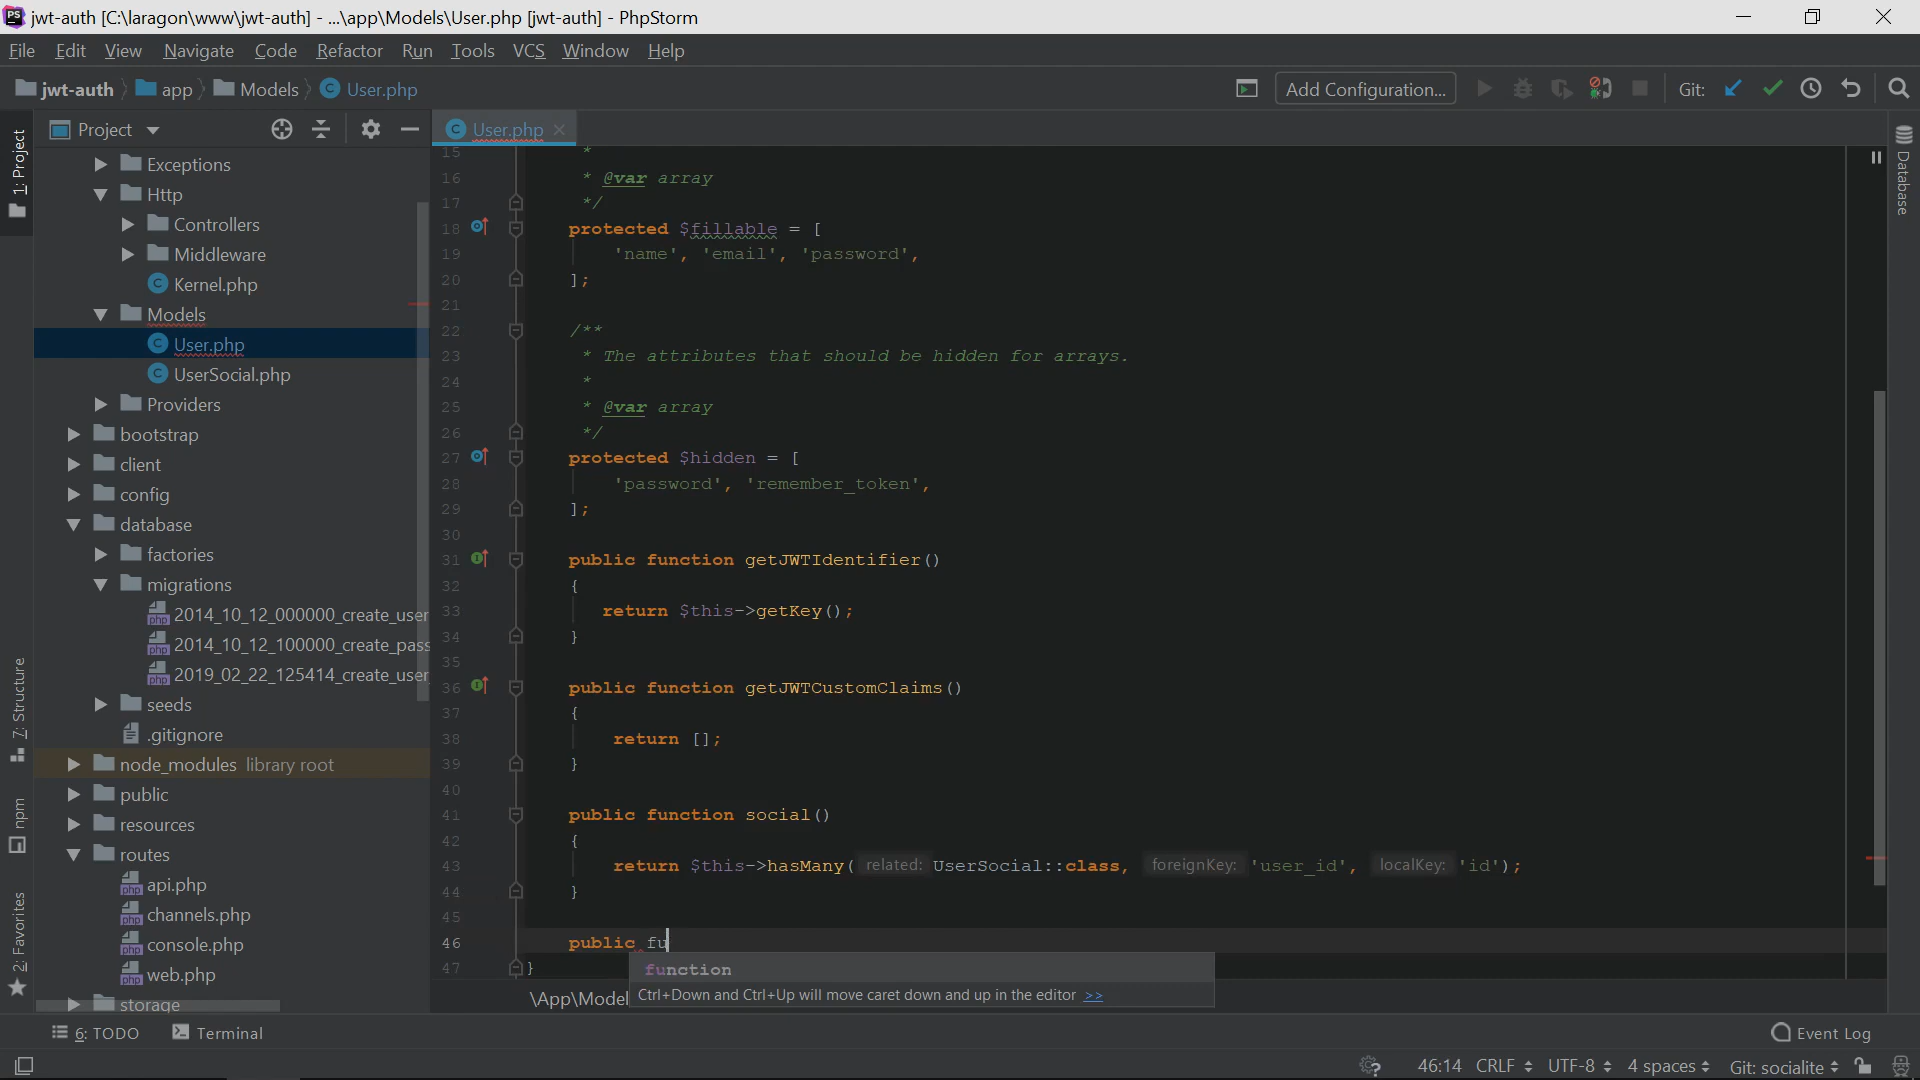 jwt-auth [C:\laragon\www\jwt-auth] - ...\app\Models\User.php [jwt-auth] - PhpStorm
File Edit View Navigate Code Refactor Run Tools VCS Window Help
jwt-auth app Models User.php Add Configuration... Git:
1: Project
Project
Exceptions
Http
Controllers
Middleware
Kernel.php
Models
User.php
UserSocial.php
Providers
bootstrap
client
config
database
factories
migrations
2014_10_12_000000_create_user
2014_10_12_100000_create_pass
2019_02_22_125414_create_user
seeds
.gitignore
node_modules library root
public
resources
routes
api.php
channels.php
console.php
web.php
storage
7: Structure
npm
2: Favorites
User.php
15 *
16 * @var array
17 */
18 protected $fillable = [
19 'name', 'email', 'password',
20 ];
21
22 /**
23 * The attributes that should be hidden for arrays.
24 *
25 * @var array
26 */
27 protected $hidden = [
28 'password', 'remember_token',
29 ];
30
31 public function getJWTIdentifier()
32 {
33 return $this->getKey();
34 }
35
36 public function getJWTCustomClaims()
37 {
38 return [];
39 }
40
41 public function social()
42 {
43 return $this->hasMany( related: UserSocial::class, foreignKey: 'user_id', localKey: 'id');
44 }
45
46 public fu
47 }
function
Ctrl+Down and Ctrl+Up will move caret down and up in the editor >>
\App\Model
Database
6: TODO Terminal Event Log
46:14 CRLF UTF-8 4 spaces Git: socialite